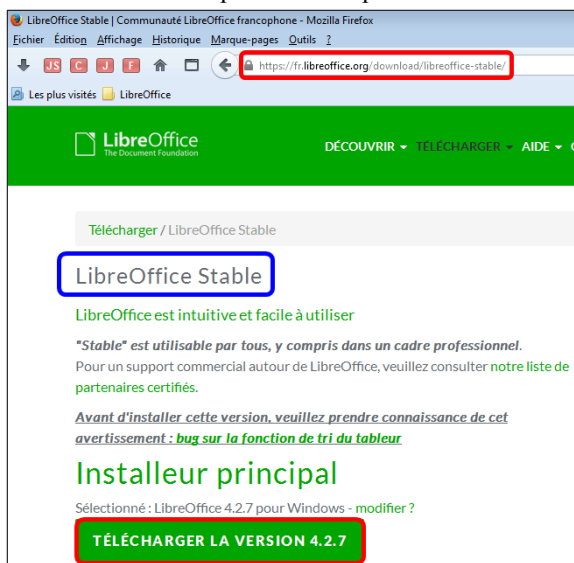 LibreOffice Stable | Communauté LibreOffice francophone - Mozilla Firefox
Fichier Édition Affichage Historique Marque-pages Outils ?
JS C J F https://fr.libreoffice.org/download/libreoffice-stable/
Les plus visités LibreOffice
LibreOffice
The Document Foundation
DÉCOUVRIR TÉLÉCHARGER AIDE
Télécharger / LibreOffice Stable
LibreOffice Stable
LibreOffice est intuitive et facile à utiliser
"Stable" est utilisable par tous, y compris dans un cadre professionnel.
Pour un support commercial autour de LibreOffice, veuillez consulter notre liste de
partenaires certifiés.
Avant d'installer cette version, veuillez prendre connaissance de cet
avertissement : bug sur la fonction de tri du tableur
Installeur principal
Sélectionné : LibreOffice 4.2.7 pour Windows - modifier ?
TÉLÉCHARGER LA VERSION 4.2.7